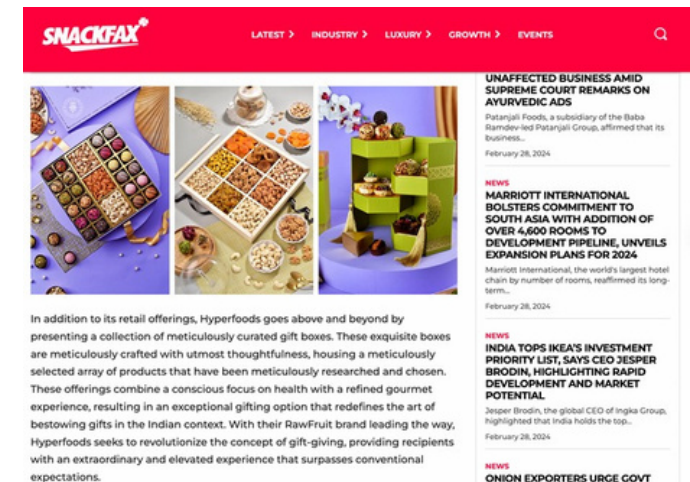 SNACKFAX
LATEST
INDUSTRY
LUXURY
GROWTH
EVENTS
In addition to its retail offerings, Hyperfoods goes above and beyond by
presenting a collection of meticulously curated gift boxes. These exquisite boxes
are meticulously crafted with utmost thoughtfulness, housing a meticulously
selected array of products that have been meticulously researched and chosen.
These offerings combine a conscious focus on health with a refined gourmet
experience, resulting in an exceptional gifting option that redefines the art of
bestowing gifts in the Indian context. With their RawFruit brand leading the way,
Hyperfoods seeks to revolutionize the concept of gift-giving, providing recipients
with an extraordinary and elevated experience that surpasses conventional
expectations.
UNAFFECTED BUSINESS AMID
SUPREME COURT REMARKS ON
AYURVEDIC ADS
Patanjali Foods, a subsidiary of the Baba
Ramdev-led Patanjali Group, affirmed that its
business...
February 28, 2024
NEWS
MARRIOTT INTERNATIONAL
BOLSTERS COMMITMENT TO
SOUTH ASIA WITH ADDITION OF
OVER 4,600 ROOMS TO
DEVELOPMENT PIPELINE, UNVEILS
EXPANSION PLANS FOR 2024
Marriott International, the world's largest hotel
chain by number of rooms, reaffirmed its long-
term...
February 28, 2024
NEWS
INDIA TOPS IKEA'S INVESTMENT
PRIORITY LIST, SAYS CEO JESPER
BRODIN, HIGHLIGHTING RAPID
DEVELOPMENT AND MARKET
POTENTIAL
Jesper Brodin, the global CEO of Ingka Group,
highlighted that India holds the top...
February 28, 2024
NEWS
ONION EXPORTERS URGE GOVT